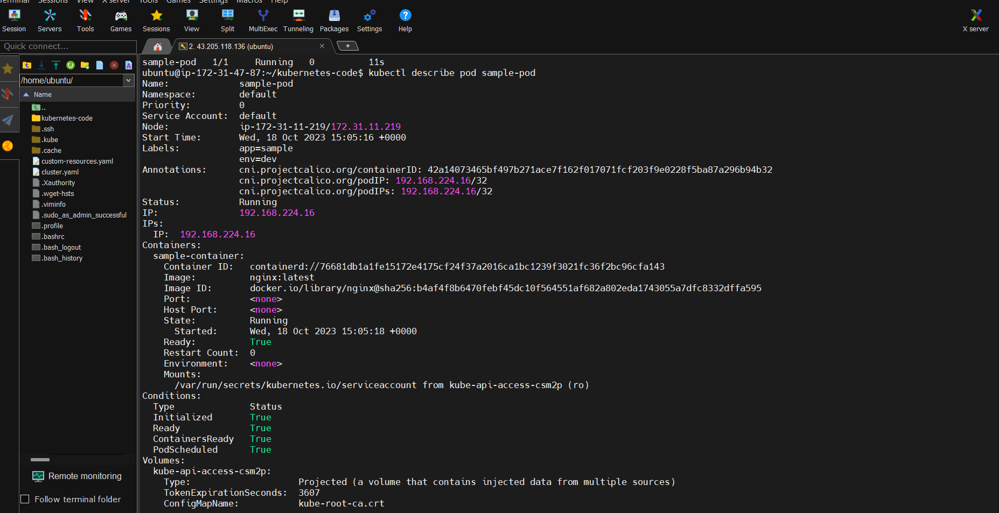 Terminal Sessions View X server Tools Games Settings Macros Help
Session Servers Tools Games Sessions View Split MultiExec Tunneling Packages Settings Help X server
Quick connect...
2. 43.205.118.136 (ubuntu)
/home/ubuntu/
Name
..
kubernetes-code
.ssh
.kube
.cache
custom-resources.yaml
cluster.yaml
.Xauthority
.wget-hsts
.viminfo
.sudo_as_admin_successful
.profile
.bashrc
.bash_logout
.bash_history
Remote monitoring
Follow terminal folder
sample-pod   1/1     Running   0          11s
ubuntu@ip-172-31-47-87:~/kubernetes-code$ kubectl describe pod sample-pod
Name:             sample-pod
Namespace:        default
Priority:         0
Service Account:  default
Node:             ip-172-31-11-219/172.31.11.219
Start Time:       Wed, 18 Oct 2023 15:05:16 +0000
Labels:           app=sample
                  env=dev
Annotations:      cni.projectcalico.org/containerID: 42a14073465bf497b271ace7f162f017071fcf203f9e0228f5ba87a296b94b32
                  cni.projectcalico.org/podIP: 192.168.224.16/32
                  cni.projectcalico.org/podIPs: 192.168.224.16/32
Status:           Running
IP:               192.168.224.16
IPs:
  IP:  192.168.224.16
Containers:
  sample-container:
    Container ID:   containerd://76681db1a1fe15172e4175cf24f37a2016ca1bc1239f3021fc36f2bc96cfa143
    Image:          nginx:latest
    Image ID:       docker.io/library/nginx@sha256:b4af4f8b6470febf45dc10f564551af682a802eda1743055a7dfc8332dffa595
    Port:           <none>
    Host Port:      <none>
    State:          Running
      Started:      Wed, 18 Oct 2023 15:05:18 +0000
    Ready:          True
    Restart Count:  0
    Environment:    <none>
    Mounts:
      /var/run/secrets/kubernetes.io/serviceaccount from kube-api-access-csm2p (ro)
Conditions:
  Type              Status
  Initialized       True
  Ready             True
  ContainersReady   True
  PodScheduled      True
Volumes:
  kube-api-access-csm2p:
    Type:                    Projected (a volume that contains injected data from multiple sources)
    TokenExpirationSeconds:  3607
    ConfigMapName:           kube-root-ca.crt